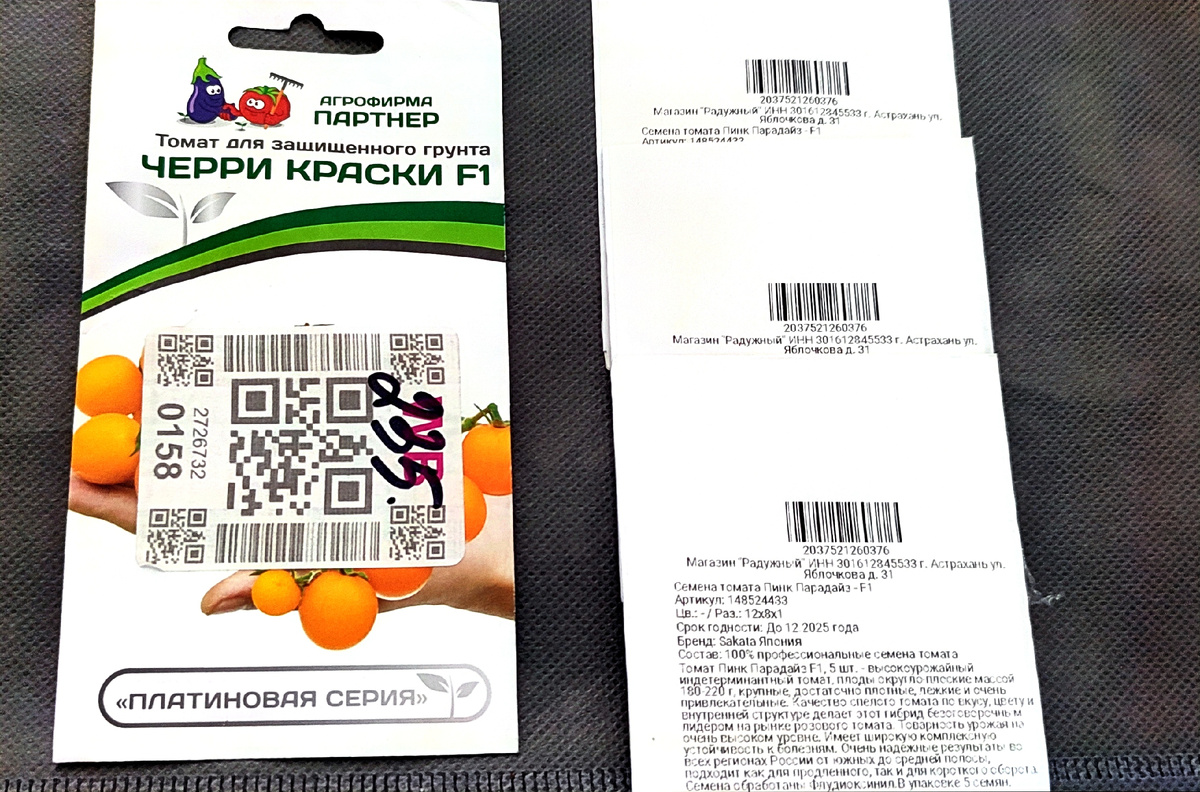 АГРОФИРМА
ПАРТНЕР
Томат для защищенного грунта
ЧЕРРИ КРАСКИ F1
2726732
0158
235.
«ПЛАТИНОВАЯ СЕРИЯ»
2037521260376
Магазин "Радужный" ИНН 301612845533 г. Астрахань ул.
Яблочкова д. 31
Семена томата Пинк Парадайз - F1
Артикул: 148524433
2037521260376
Магазин "Радужный" ИНН 301612845533 г. Астрахань ул.
Яблочкова д. 31
2037521260376
Магазин "Радужный" ИНН 301612845533 г. Астрахань ул.
Яблочкова д. 31
Семена томата Пинк Парадайз - F1
Артикул: 148524433
Цв.: - / Раз.: 12x8x1
Срок годности: До 12 2025 года
Бренд: Sakata Япония
Состав: 100% профессиональные семена томата
Томат Пинк Парадайз F1, 5 шт. - высокоурожайный
индетерминантный томат, плоды округло плоские массой
180-220 г, крупные, достаточно плотные, лежкие и очень
привлекательные. Качество спелого томата по вкусу, цвету и
внутренней структуре делает этот гибрид безоговорочным
лидером на рынке розового томата. Товарность урожая на
очень высоком уровне. Имеет широкую комплексную
устойчивость к болезням. Очень надежные результаты во
всех регионах России от южных до средней полосы,
подходит как для продленного, так и для короткого оборота.
Семена обработаны Флудиоксинил.В упаковке 5 семян.